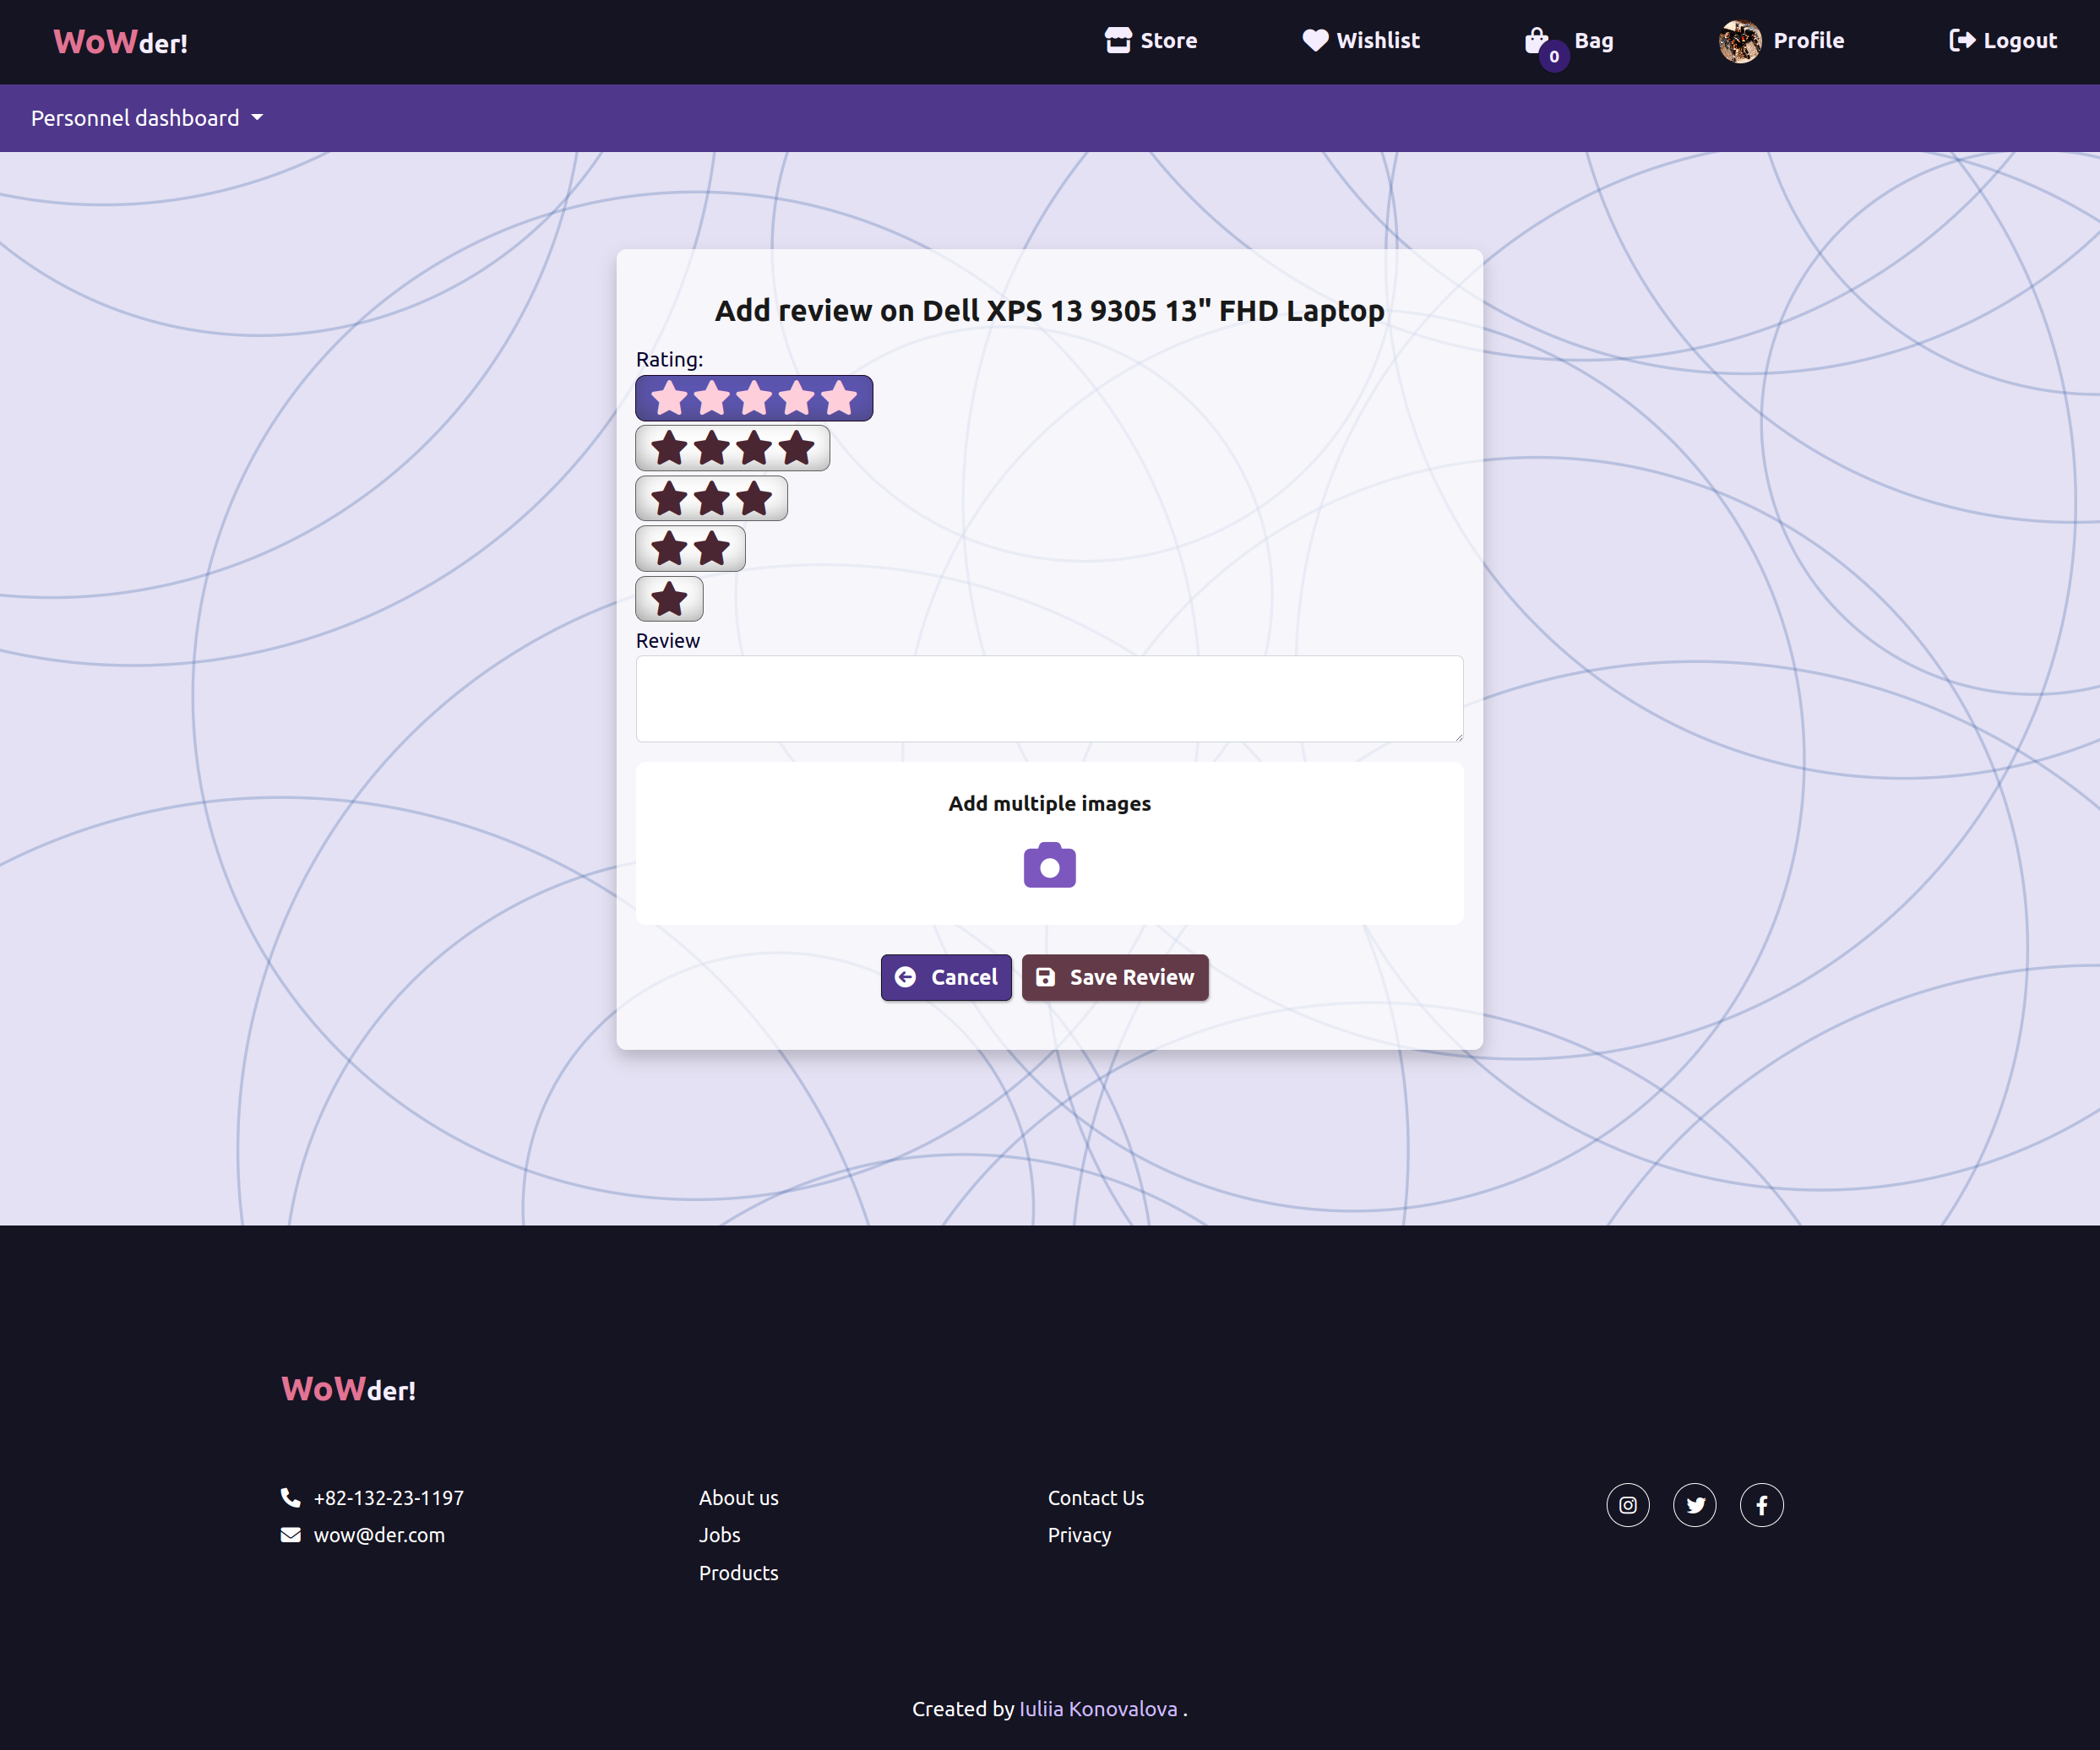 WoWder!
Store
Wishlist
0
Bag
Profile
Logout
Personnel dashboard
Add review on Dell XPS 13 9305 13" FHD Laptop
Rating:
Review
Add multiple images
Cancel
Save Review
WoWder!
+82-132-23-1197
wow@der.com
About us
Jobs
Products
Contact Us
Privacy
Created by Iuliia Konovalova .